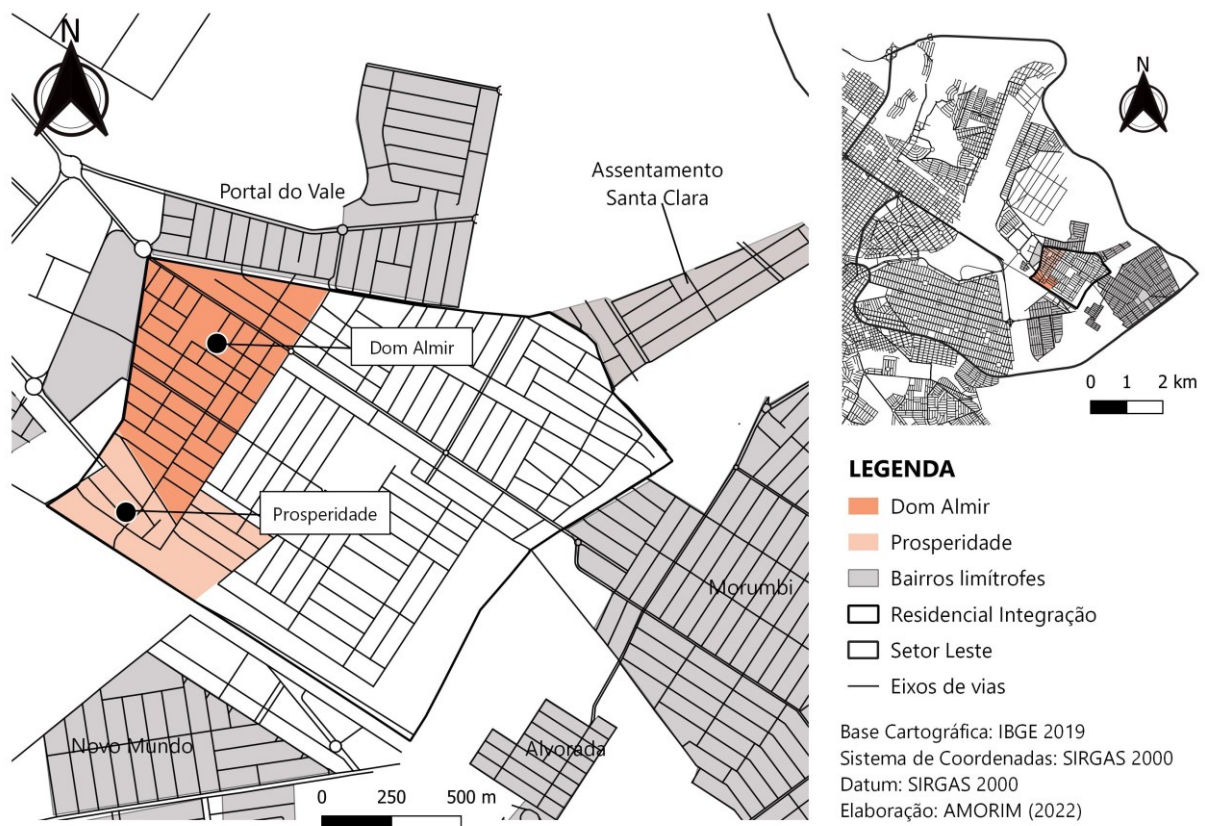 N
Portal do Vale
Assentamento
Santa Clara
Dom Almir
Prosperidade
Morumbi
Novo Mundo
Alvorada
0 250 500 m
N
0 1 2 km
LEGENDA
Dom Almir
Prosperidade
Bairros limítrofes
Residencial Integração
Setor Leste
Eixos de vias
Base Cartográfica: IBGE 2019
Sistema de Coordenadas: SIRGAS 2000
Datum: SIRGAS 2000
Elaboração: AMORIM (2022)